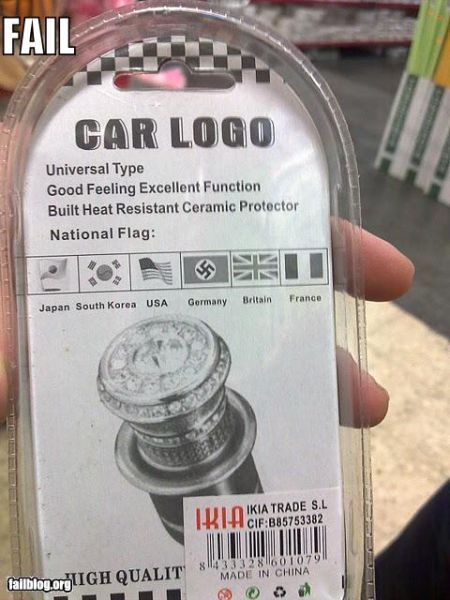 FAIL
CAR LOGO
Universal Type
Good Feeling Excellent Function
Built Heat Resistant Ceramic Protector
National Flag:
Japan South Korea USA Germany Britain France
IKIA IKIA TRADE S.L
CIF:B85753382
8 433328 601079
MADE IN CHINA
HIGH QUALIT
failblog.org